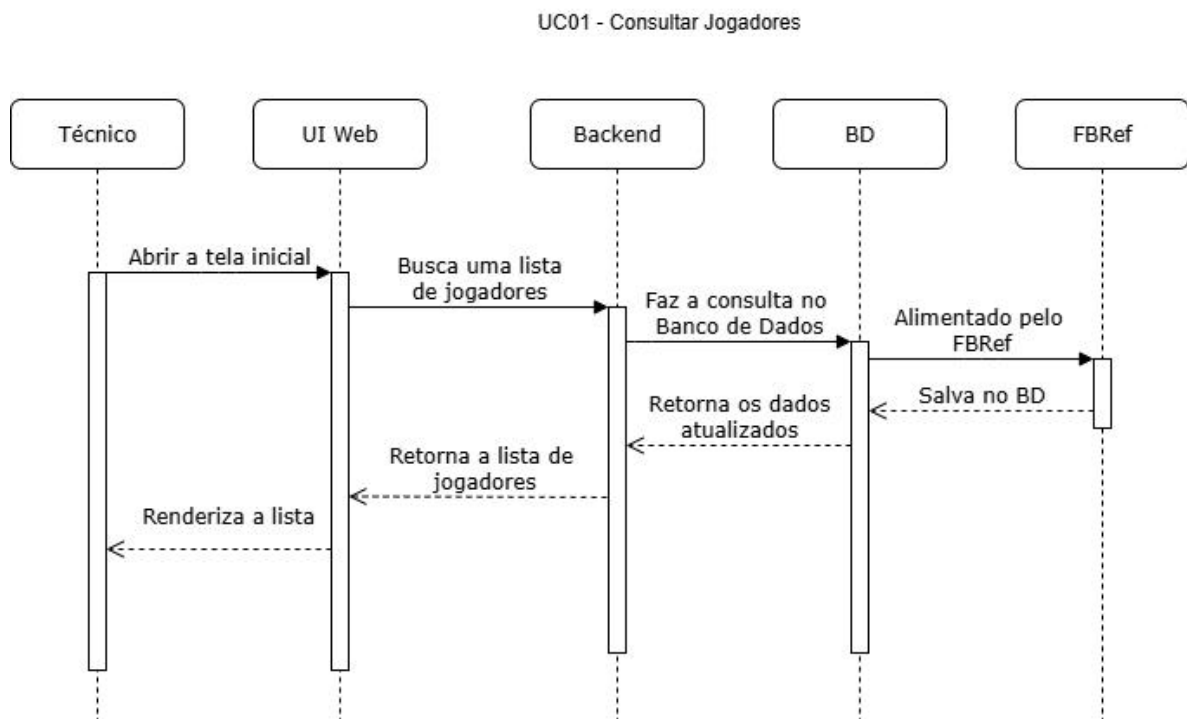 UC01 - Consultar Jogadores
Técnico
UI Web
Backend
BD
FBRef
Abrir a tela inicial
Busca uma lista
de jogadores
Faz a consulta no
Banco de Dados
Alimentado pelo
FBRef
Salva no BD
Retorna os dados
atualizados
Retorna a lista de
jogadores
Renderiza a lista